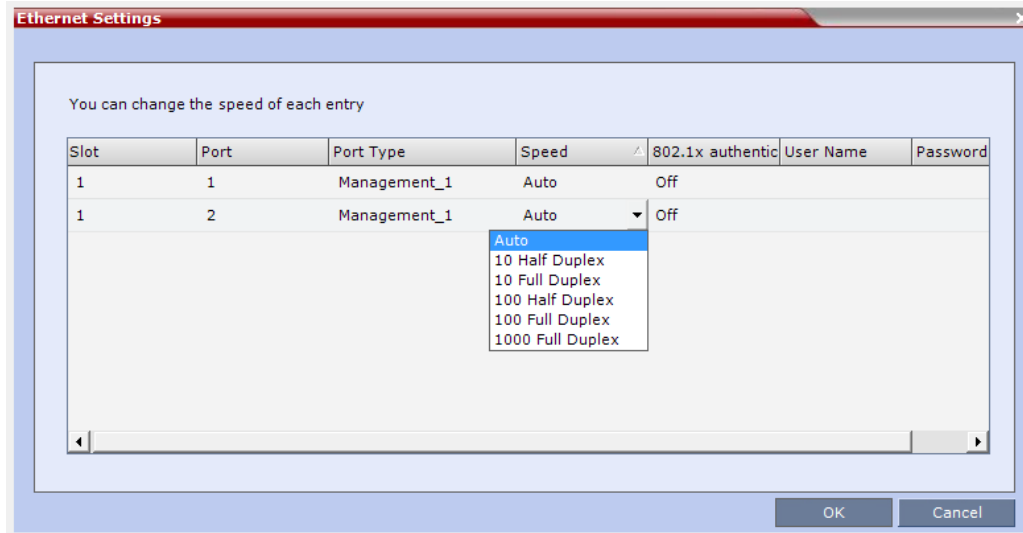 Ethernet Settings
You can change the speed of each entry
Slot Port Port Type Speed 802.1x authentic User Name Password
1 1 Management_1 Auto Off
1 2 Management_1 Auto Off
Auto
10 Half Duplex
10 Full Duplex
100 Half Duplex
100 Full Duplex
1000 Full Duplex
OK Cancel